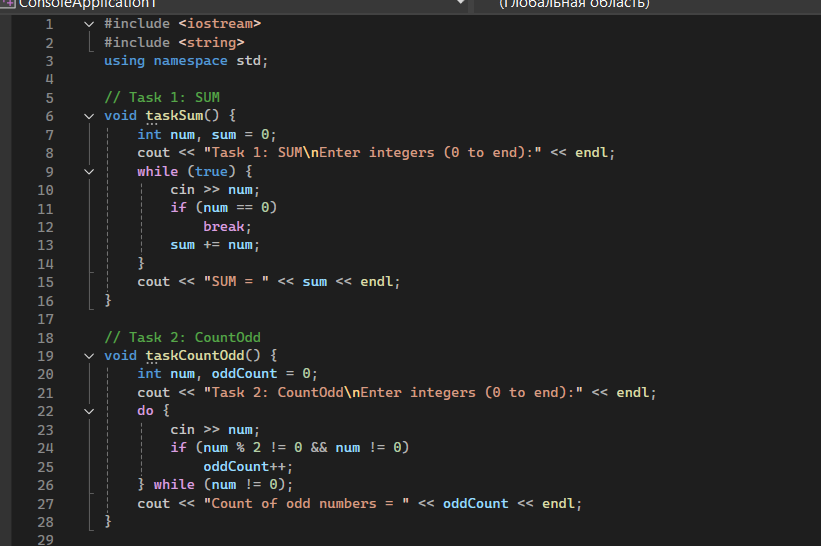 ConsoleApplication1 (Глобальная область)
1 #include <iostream>
2 #include <string>
3 using namespace std;
4
5 // Task 1: SUM
6 void taskSum() {
7 int num, sum = 0;
8 cout << "Task 1: SUM\nEnter integers (0 to end):" << endl;
9 while (true) {
10 cin >> num;
11 if (num == 0)
12 break;
13 sum += num;
14 }
15 cout << "SUM = " << sum << endl;
16 }
17
18 // Task 2: CountOdd
19 void taskCountOdd() {
20 int num, oddCount = 0;
21 cout << "Task 2: CountOdd\nEnter integers (0 to end):" << endl;
22 do {
23 cin >> num;
24 if (num % 2 != 0 && num != 0)
25 oddCount++;
26 } while (num != 0);
27 cout << "Count of odd numbers = " << oddCount << endl;
28 }
29